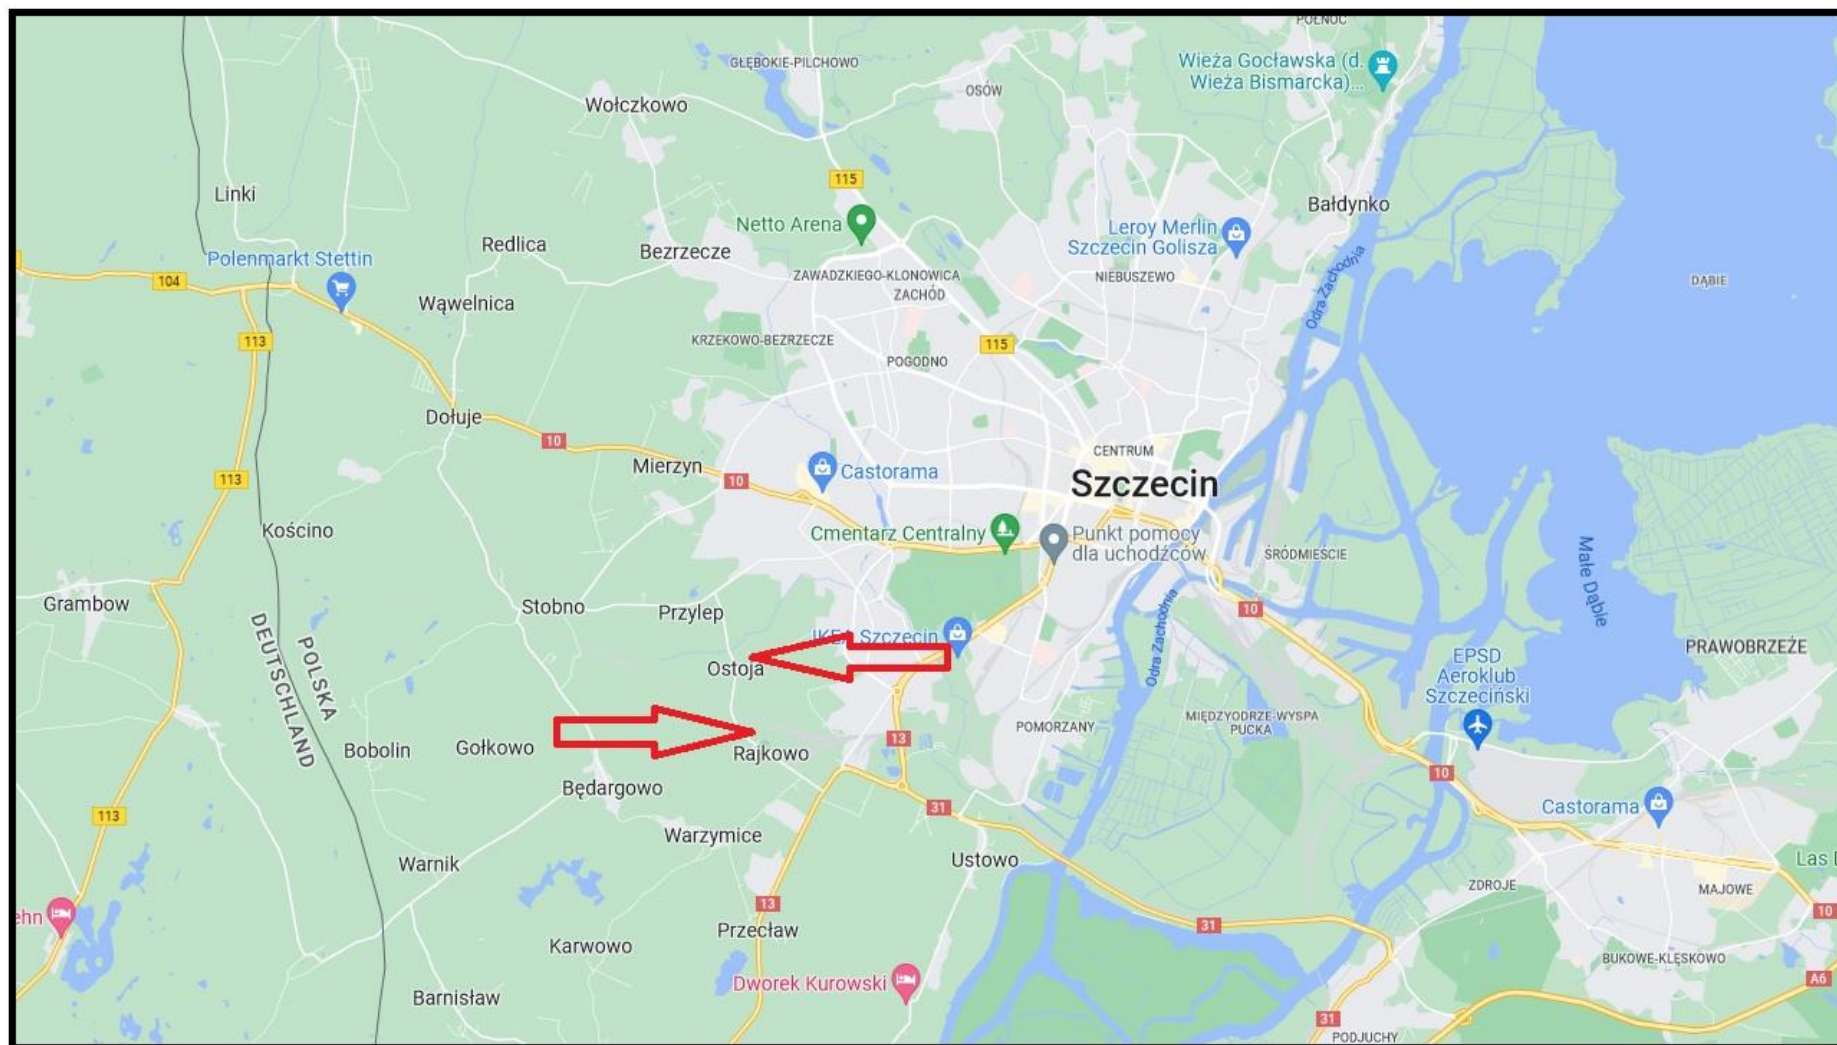 PÓŁNOC
GŁĘBOKIE-PILCHOWO
Wieża Gocławska (d.
Wieża Bismarcka)...
OSÓW
Wołczkowo
115
Linki
Bałdynko
Netto Arena
Leroy Merlin
Szczecin Golisza
Redlica
Bezrzecze
Polenmarkt Stettin
104
ZAWADZKIEGO-KLONOWICA
ZACHÓD
NIEBUSZEWO
Odra Zachodnia
DĄBIE
Wąwelnica
113
KRZEKOWO-BEZRZECZE
115
POGODNO
Dołuje
10
CENTRUM
Mierzyn
10
Castorama
113
Szczecin
Kościno
Cmentarz Centralny
Punkt pomocy
dla uchodźców
ŚRÓDMIEŚCIE
Małe Dąbie
Grambow
Stobno
Przylep
10
Odra Zachodnia
POLSKA
DEUTSCHLAND
IKEA Szczecin
PRAWOBRZEŻE
Ostoja
EPSD
Aeroklub
Szczeciński
MIĘDZYODRZE-WYSPA
PUCKA
POMORZANY
13
Bobolin
Gołkowo
Rajkowo
10
Będargowo
31
113
Castorama
Warzymice
Ustowo
Warnik
Las
ZDROJE
MAJOWE
13
10
ehn
31
Przecław
Karwowo
BUKOWE-KLĘSKOWO
Dworek Kurowski
A6
Barnisław
31
PODJUCHY